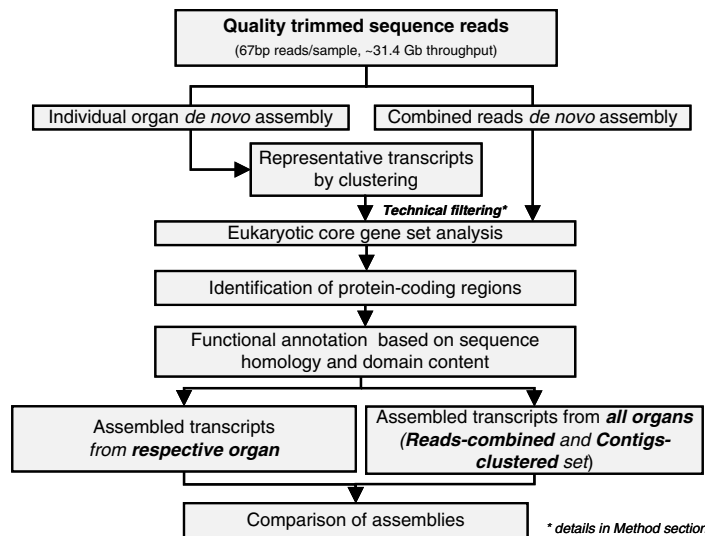 Quality trimmed sequence reads
(67bp reads/sample, ~31.4 Gb throughput)
Individual organ de novo assembly
Combined reads de novo assembly
Representative transcripts
by clustering
Technical filtering*
Eukaryotic core gene set analysis
Identification of protein-coding regions
Functional annotation based on sequence
homology and domain content
Assembled transcripts
from respective organ
Assembled transcripts from all organs
(Reads-combined and Contigs-
clustered set)
Comparison of assemblies
* details in Method section